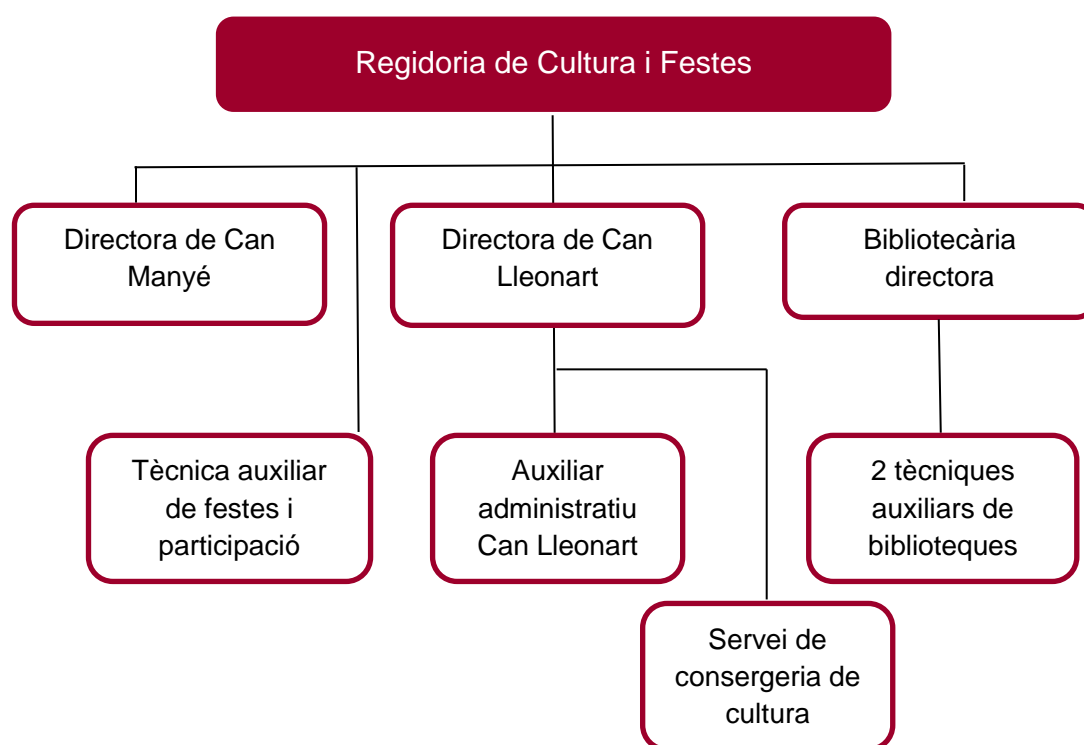 Regidoria de Cultura i Festes
Directora de Can
Manyé
Directora de Can
Lleonart
Bibliotecària
directora
Tècnica auxiliar
de festes i
participació
Auxiliar
administratiu
Can Lleonart
2 tècniques
auxiliars de
biblioteques
Servei de
consergeria de
cultura